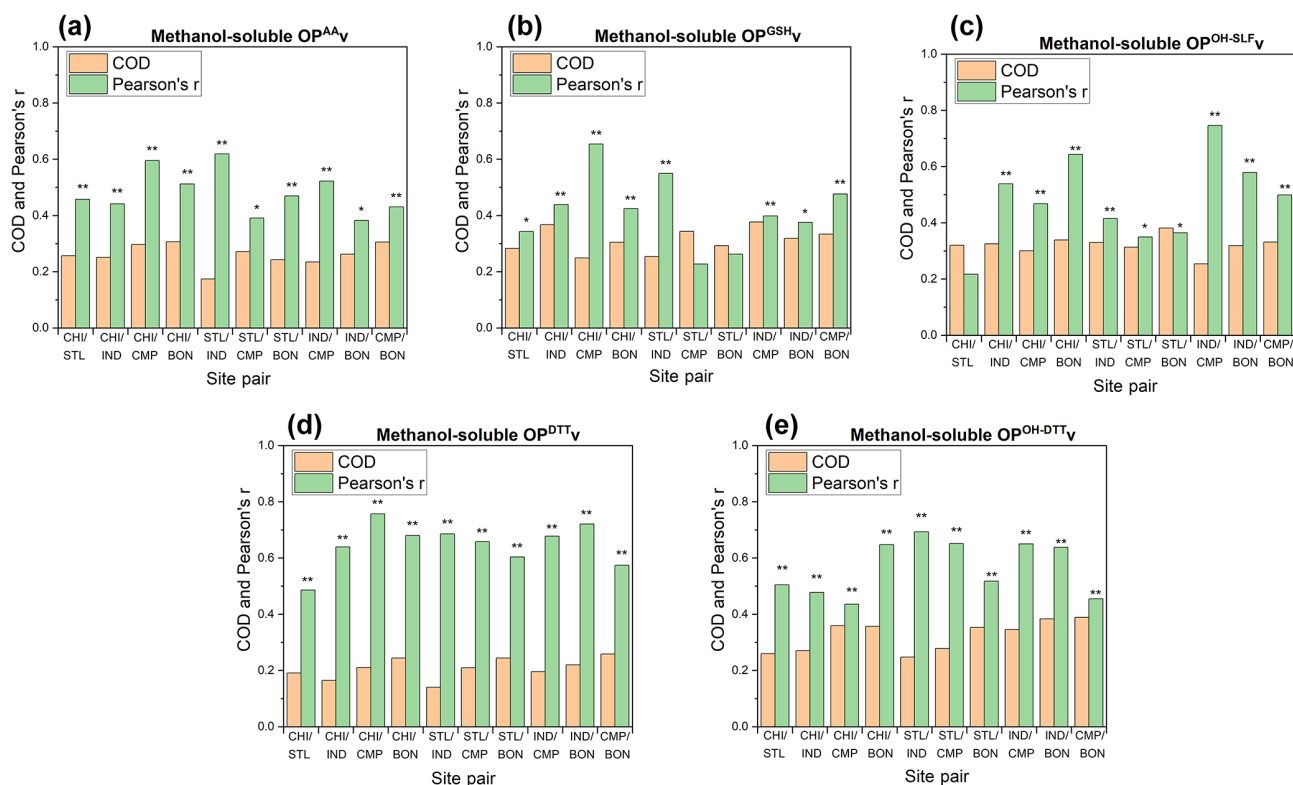 (a)
Methanol-soluble OP^AA v
COD
Pearson's r
COD and Pearson's r
1.0
0.8
0.6
0.4
0.2
0.0
** ** ** ** ** * ** ** * **
CHI/ CHI/ CHI/ CHI/ STL/ STL/ STL/ IND/ IND/ CMP/
STL IND CMP BON IND CMP BON CMP BON BON
Site pair
(b)
Methanol-soluble OP^GSH v
COD
Pearson's r
COD and Pearson's r
1.0
0.8
0.6
0.4
0.2
0.0
* ** ** ** ** ** * **
CHI/ CHI/ CHI/ CHI/ STL/ STL/ STL/ IND/ IND/ CMP/
STL IND CMP BON IND CMP BON CMP BON BON
Site pair
(c)
Methanol-soluble OP^OH-SLF v
COD
Pearson's r
COD and Pearson's r
1.0
0.8
0.6
0.4
0.2
0.0
** ** ** ** * * ** ** **
CHI/ CHI/ CHI/ CHI/ STL/ STL/ STL/ IND/ IND/ CMP/
STL IND CMP BON IND CMP BON CMP BON BON
Site pair
(d)
Methanol-soluble OP^DTT v
COD
Pearson's r
COD and Pearson's r
1.0
0.8
0.6
0.4
0.2
0.0
** ** ** ** ** ** ** ** ** **
CHI/ CHI/ CHI/ CHI/ STL/ STL/ STL/ IND/ IND/ CMP/
STL IND CMP BON IND CMP BON CMP BON BON
Site pair
(e)
Methanol-soluble OP^OH-DTT v
COD
Pearson's r
COD and Pearson's r
1.0
0.8
0.6
0.4
0.2
0.0
** ** ** ** ** ** ** ** ** **
CHI/ CHI/ CHI/ CHI/ STL/ STL/ STL/ IND/ IND/ CMP/
STL IND CMP BON IND CMP BON CMP BON BON
Site pair